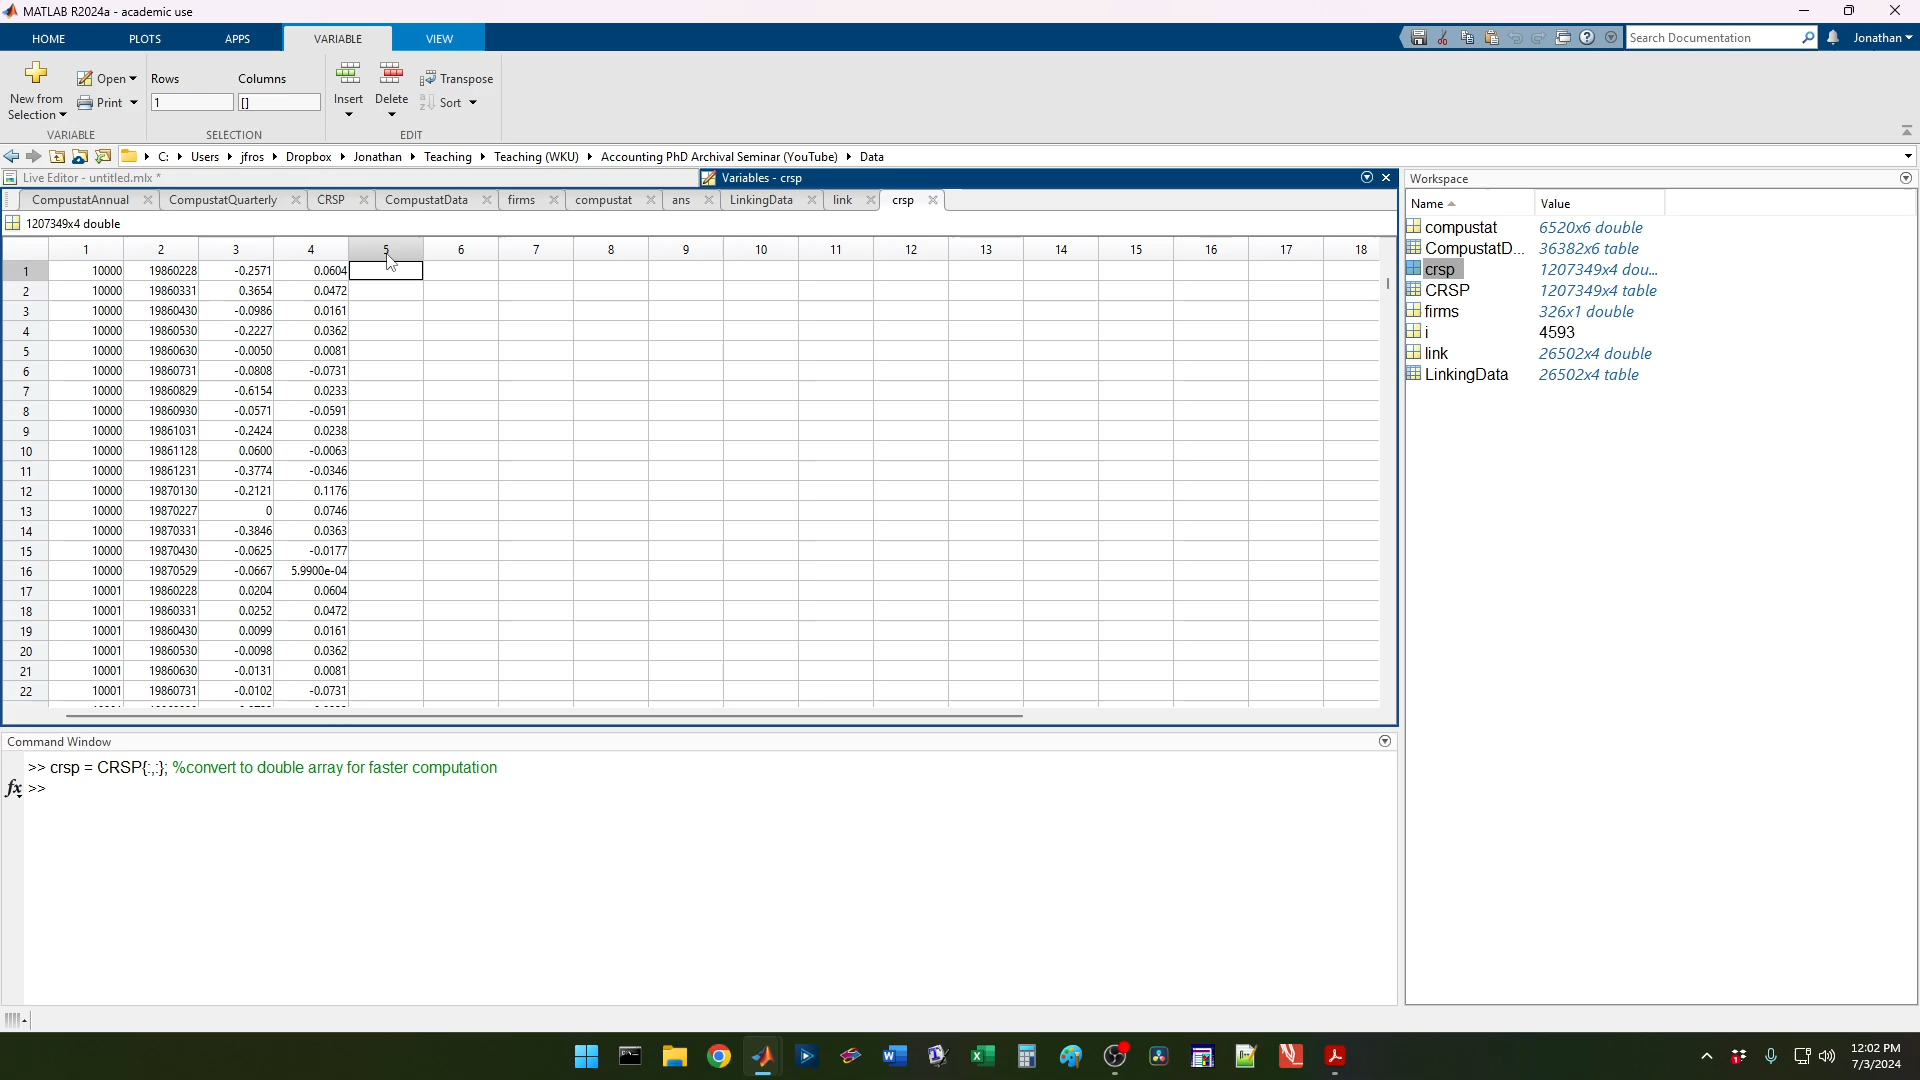 MATLAB R2024a - academic use
HOME PLOTS APPS VARIABLE VIEW Search Documentation Jonathan
New from Selection Open Print Rows Columns Insert Delete Transpose Sort
1 []
VARIABLE SELECTION EDIT
C: Users jfros Dropbox Jonathan Teaching Teaching (WKU) Accounting PhD Archival Seminar (YouTube) Data
Live Editor - untitled.mlx * Variables - crsp Workspace
CompustatAnnual CompustatQuarterly CRSP CompustatData firms compustat ans LinkingData link crsp
1207349x4 double
1 2 3 4 5 6 7 8 9 10 11 12 13 14 15 16 17 18
1 10000 19860228 -0.2571 0.0604
2 10000 19860331 0.3654 0.0472
3 10000 19860430 -0.0986 0.0161
4 10000 19860530 -0.2227 0.0362
5 10000 19860630 -0.0050 0.0081
6 10000 19860731 -0.0808 -0.0731
7 10000 19860829 -0.6154 0.0233
8 10000 19860930 -0.0571 -0.0591
9 10000 19861031 -0.2424 0.0238
10 10000 19861128 0.0600 -0.0063
11 10000 19861231 -0.3774 -0.0346
12 10000 19870130 -0.2121 0.1176
13 10000 19870227 0 0.0746
14 10000 19870331 -0.3846 0.0363
15 10000 19870430 -0.0625 -0.0177
16 10000 19870529 -0.0667 5.9900e-04
17 10001 19860228 0.0204 0.0604
18 10001 19860331 0.0252 0.0472
19 10001 19860430 0.0099 0.0161
20 10001 19860530 -0.0098 0.0362
21 10001 19860630 -0.0131 0.0081
22 10001 19860731 -0.0102 -0.0731
Name Value
compustat 6520x6 double
CompustatD... 36382x6 table
crsp 1207349x4 dou...
CRSP 1207349x4 table
firms 326x1 double
i 4593
link 26502x4 double
LinkingData 26502x4 table
Command Window
>> crsp = CRSP{:,:}; %convert to double array for faster computation
fx >>
12:02 PM
7/3/2024